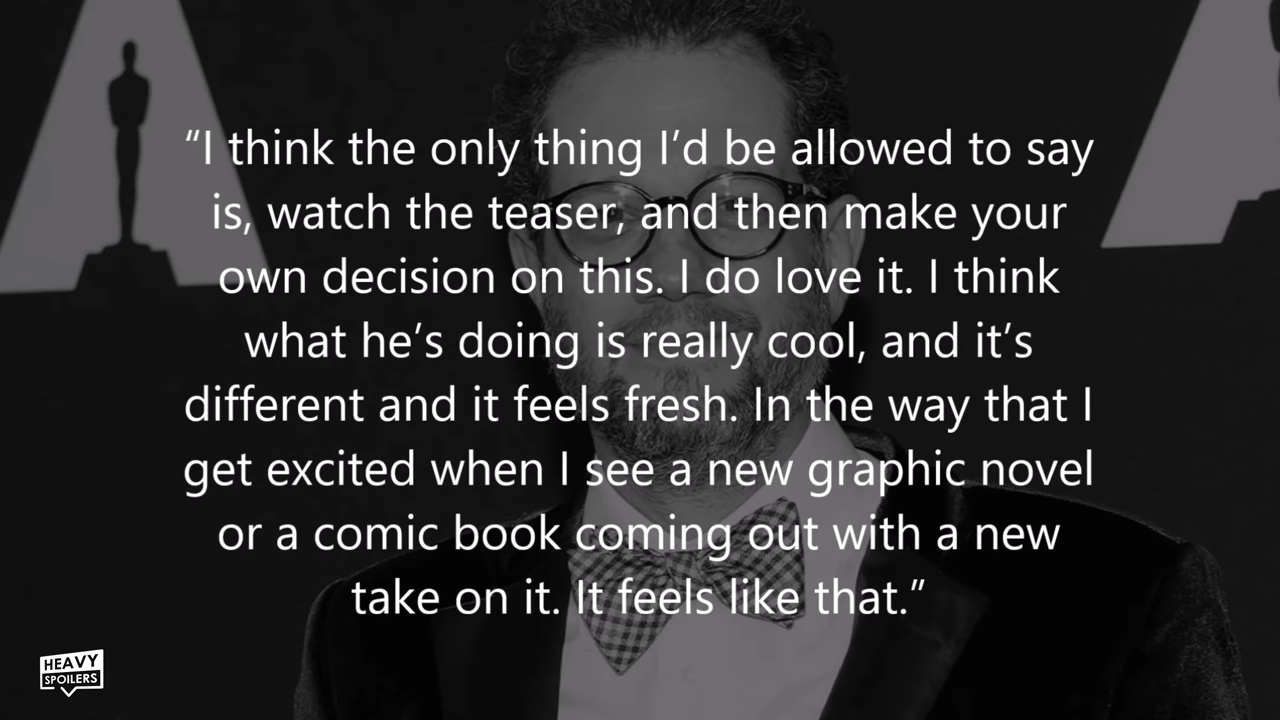 “I think the only thing I’d be allowed to say
is, watch the teaser, and then make your
own decision on this. I do love it. I think
what he’s doing is really cool, and it’s
different and it feels fresh. In the way that I
get excited when I see a new graphic novel
or a comic book coming out with a new
take on it. It feels like that.”
HEAVY
SPOILERS